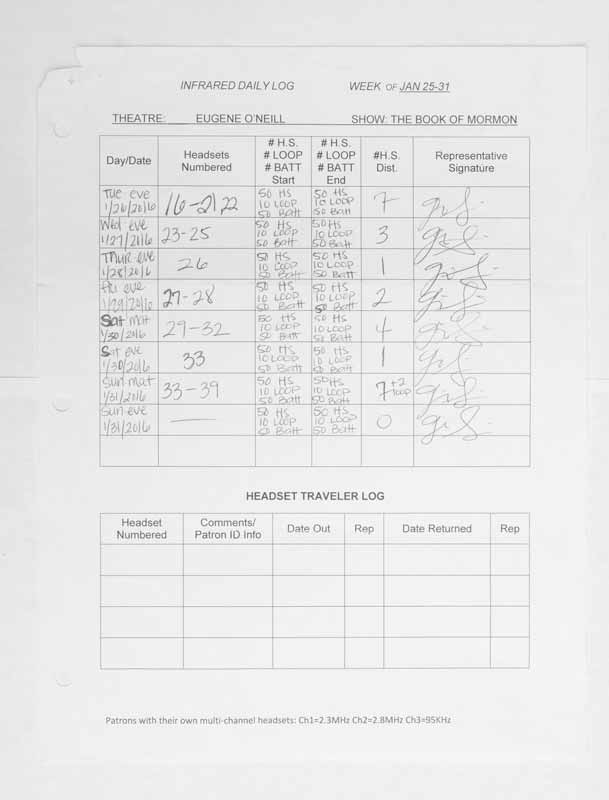 INFRARED DAILY LOG WEEK OF JAN 25-31
THEATRE: EUGENE O'NEILL SHOW: THE BOOK OF MORMON
Day/Date
Headsets
Numbered
# H.S.
# LOOP
# BATT
Start
# H.S.
# LOOP
# BATT
End
#H.S.
Dist.
Representative
Signature
Tue eve
1/26/2016
16-22
50 HS
10 LOOP
50 Batt
50 HS
10 LOOP
50 Batt
7
Wed eve
1/27/2016
23-25
50 HS
10 LOOP
50 Batt
50 HS
10 LOOP
50 Batt
3
Thur eve
1/28/2016
26
50 HS
10 LOOP
50 Batt
50 HS
10 LOOP
50 Batt
1
Fri eve
1/29/2016
27-28
50 HS
10 LOOP
50 Batt
50 HS
10 LOOP
50 Batt
2
Sat mat
1/30/2016
29-32
50 HS
10 LOOP
50 Batt
50 HS
10 LOOP
50 Batt
4
Sat eve
1/30/2016
33
50 HS
10 LOOP
50 Batt
50 HS
10 LOOP
50 Batt
1
Sun mat
1/31/2016
33-39
50 HS
10 LOOP
50 Batt
50 HS
10 LOOP
50 Batt
7 +2
loop
Sun eve
1/31/2016
—
50 HS
10 LOOP
50 Batt
50 HS
10 LOOP
50 Batt
0
HEADSET TRAVELER LOG
Headset
Numbered
Comments/
Patron ID Info
Date Out
Rep
Date Returned
Rep
Patrons with their own multi-channel headsets: Ch1=2.3MHz Ch2=2.8MHz Ch3=95KHz